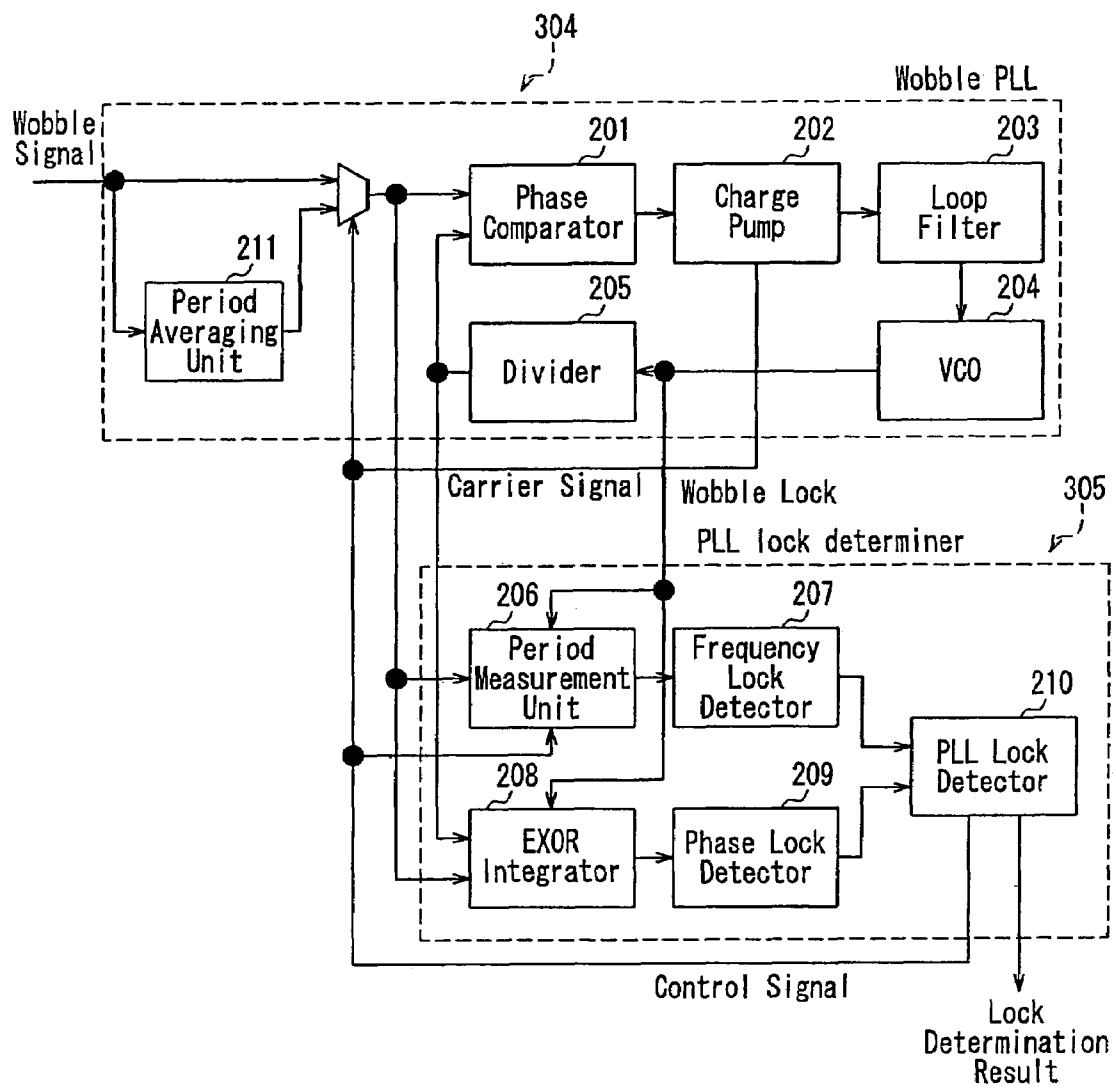 304
Wobble PLL
Wobble
Signal
201
Phase
Comparator
202
Charge
Pump
203
Loop
Filter
211
Period
Averaging
Unit
205
Divider
204
VCO
Carrier Signal
Wobble Lock
305
PLL lock determiner
206
Period
Measurement
Unit
207
Frequency
Lock
Detector
210
PLL Lock
Detector
208
EXOR
Integrator
209
Phase Lock
Detector
Control Signal
Lock
Determination
Result